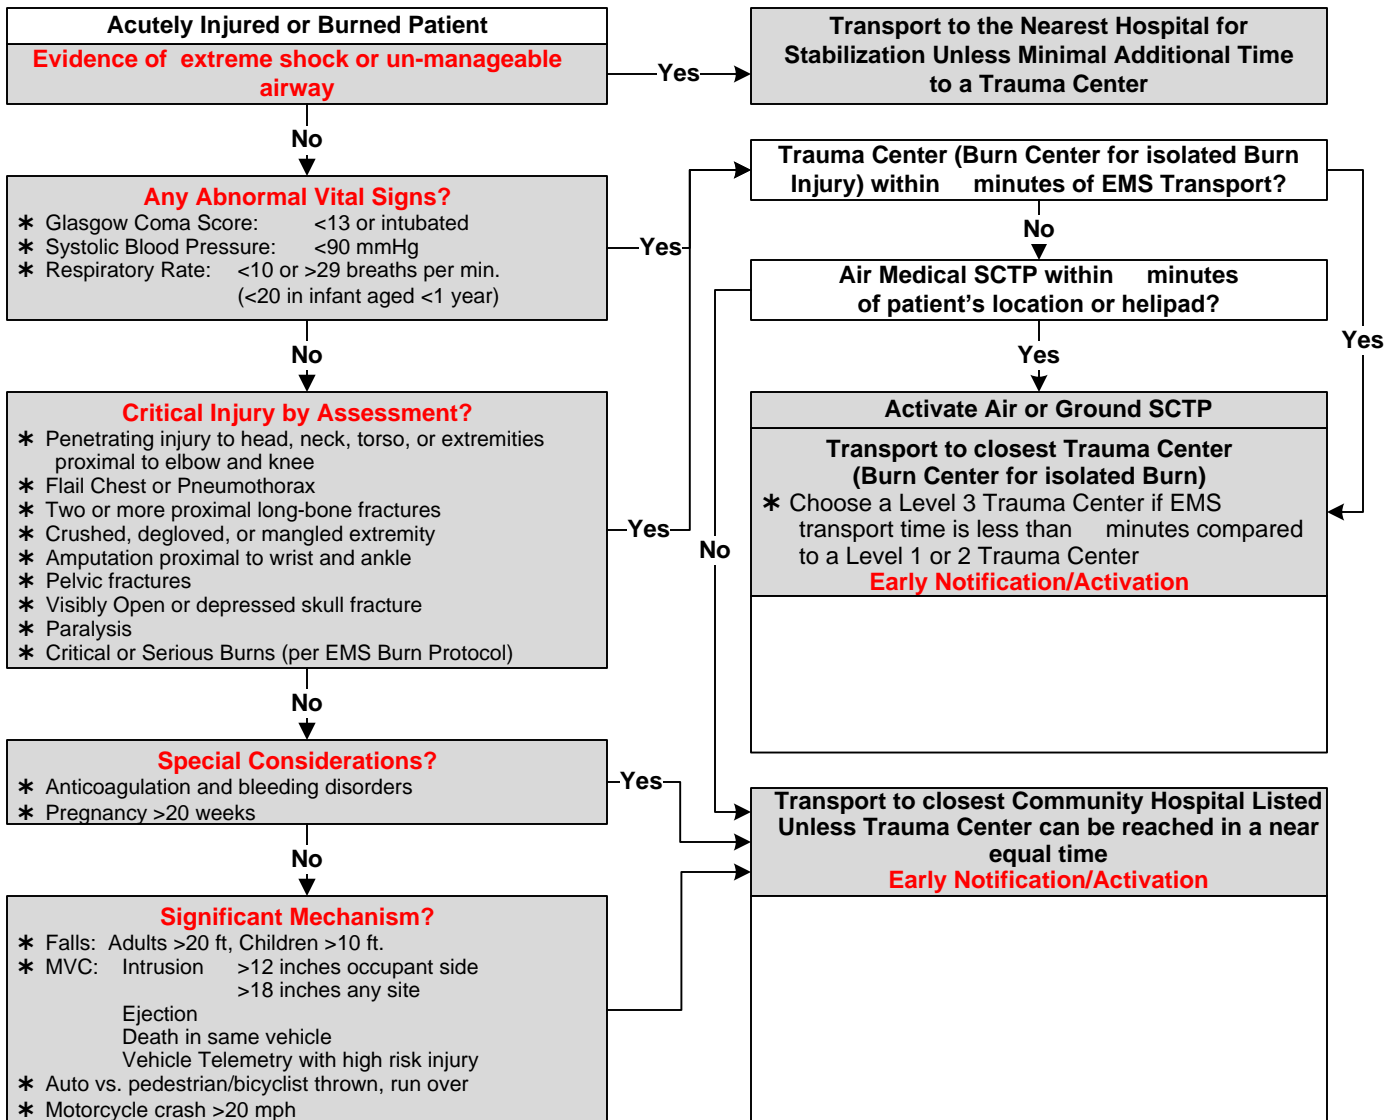 Acutely Injured or Burned Patient
Evidence of extreme shock or un-manageable
airway
Yes
Transport to the Nearest Hospital for
Stabilization Unless Minimal Additional Time
to a Trauma Center
No
Any Abnormal Vital Signs?
* Glasgow Coma Score: <13 or intubated
* Systolic Blood Pressure: <90 mmHg
* Respiratory Rate: <10 or >29 breaths per min.
(<20 in infant aged <1 year)
Yes
Trauma Center (Burn Center for isolated Burn
Injury) within minutes of EMS Transport?
No
Yes
Air Medical SCTP within minutes
of patient's location or helipad?
Yes
No
No
Critical Injury by Assessment?
* Penetrating injury to head, neck, torso, or extremities
proximal to elbow and knee
* Flail Chest or Pneumothorax
* Two or more proximal long-bone fractures
* Crushed, degloved, or mangled extremity
* Amputation proximal to wrist and ankle
* Pelvic fractures
* Visibly Open or depressed skull fracture
* Paralysis
* Critical or Serious Burns (per EMS Burn Protocol)
Yes
Activate Air or Ground SCTP
Transport to closest Trauma Center
(Burn Center for isolated Burn)
* Choose a Level 3 Trauma Center if EMS
transport time is less than minutes compared
to a Level 1 or 2 Trauma Center
Early Notification/Activation
No
Special Considerations?
* Anticoagulation and bleeding disorders
* Pregnancy >20 weeks
Yes
Transport to closest Community Hospital Listed
Unless Trauma Center can be reached in a near
equal time
Early Notification/Activation
No
Significant Mechanism?
* Falls: Adults >20 ft, Children >10 ft.
* MVC: Intrusion >12 inches occupant side
>18 inches any site
Ejection
Death in same vehicle
Vehicle Telemetry with high risk injury
* Auto vs. pedestrian/bicyclist thrown, run over
* Motorcycle crash >20 mph